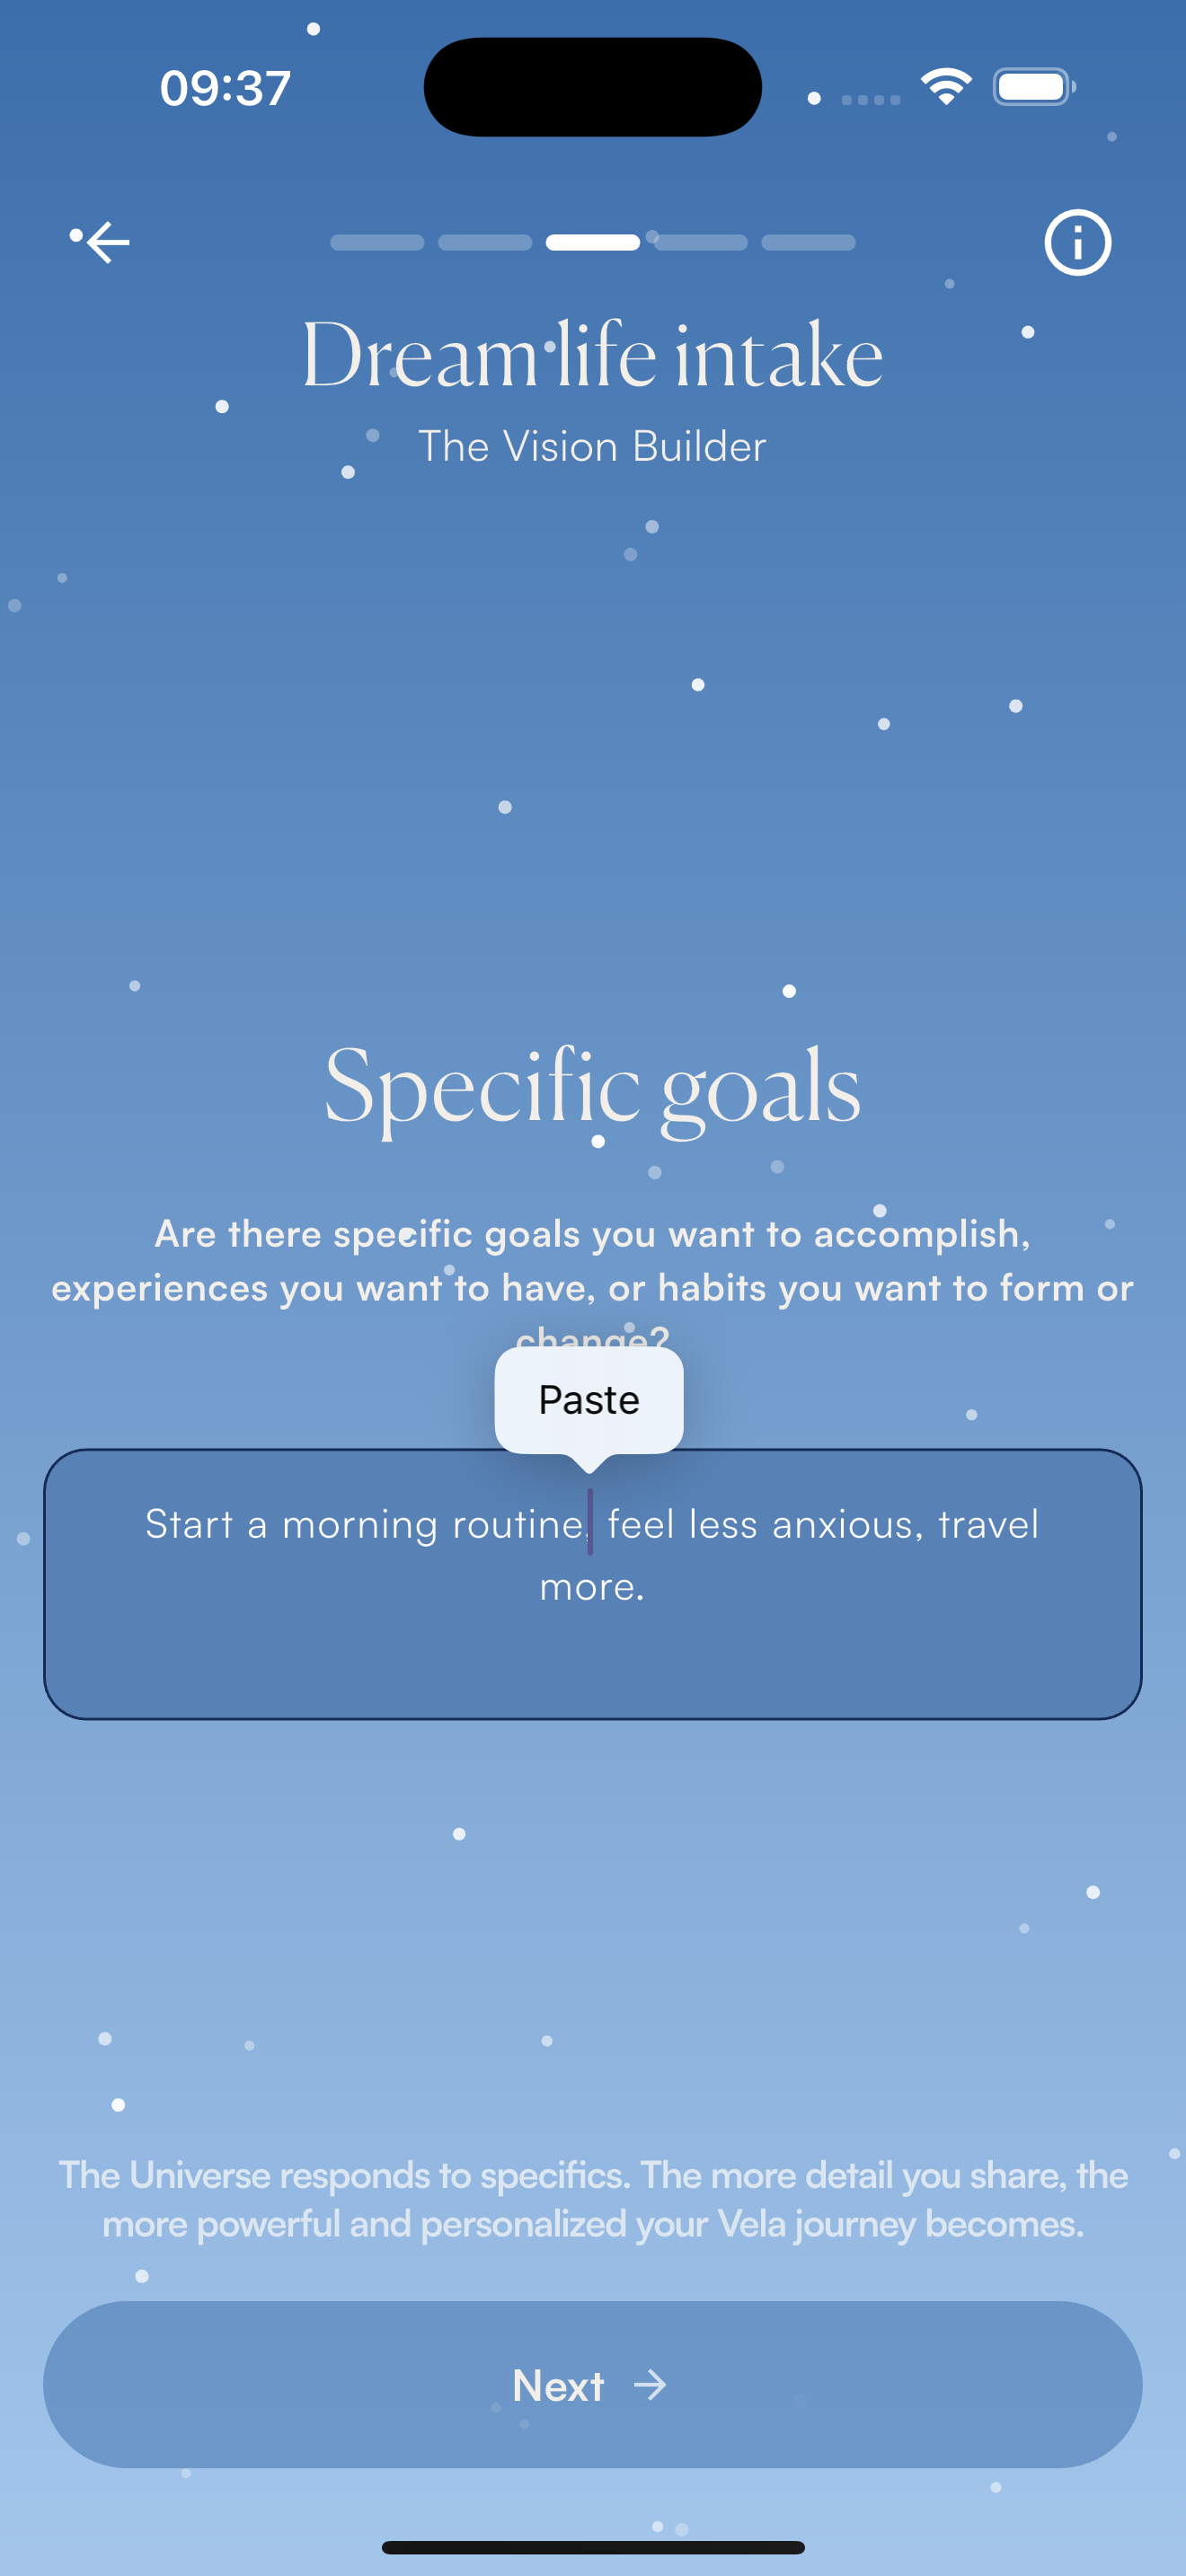 09:37
Dream life intake
The Vision Builder
Specific goals
Are there specific goals you want to accomplish,
experiences you want to have, or habits you want to form or
change?
Paste
Start a morning routine, feel less anxious, travel
more.
The Universe responds to specifics. The more detail you share, the
more powerful and personalized your Vela journey becomes.
Next